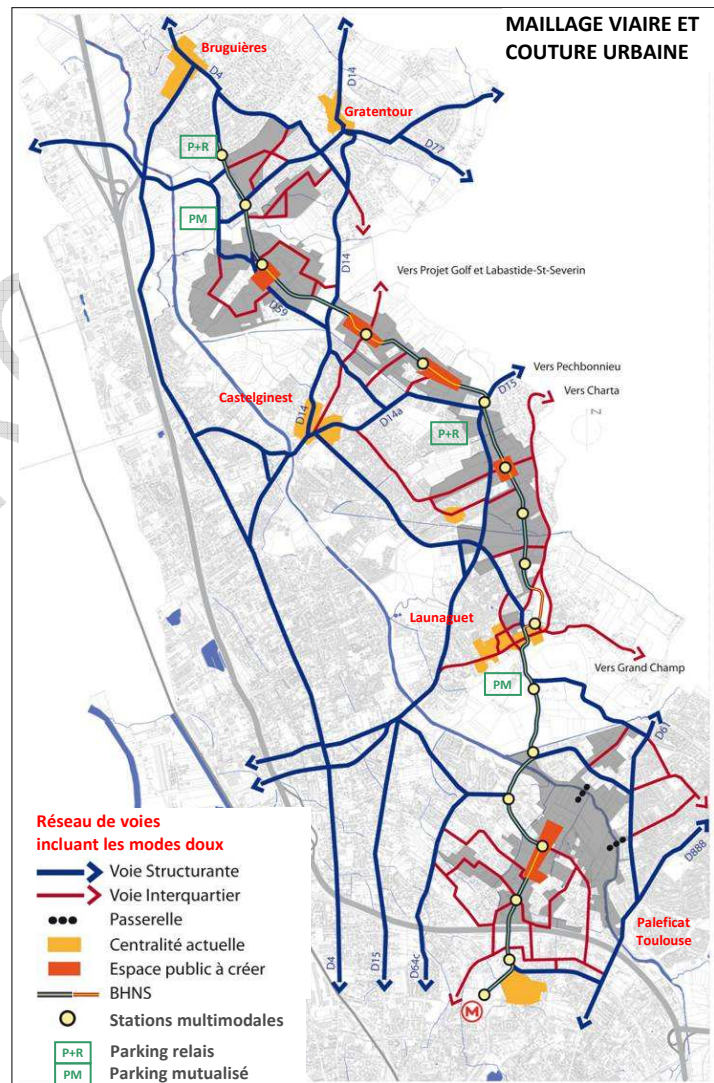 MAILLAGE VIAIRE ET
COUTURE URBAINE
Bruguières
D4
D14
Gratentour
D77
P+R
PM
D14
Vers Projet Golf et Labastide-St-Severin
D59
Vers Pechbonnieu
D15
Vers Charta
Castelginest
D14
D14a
P+R
Z
Launaguet
Vers Grand Champ
PM
D61
D888
Paleficat
Toulouse
D4
D15
D64c
M
Réseau de voies
incluant les modes doux
Voie Structurante
Voie Interquartier
Passerelle
Centralité actuelle
Espace public à créer
BHNS
Stations multimodales
P+R Parking relais
PM Parking mutualisé